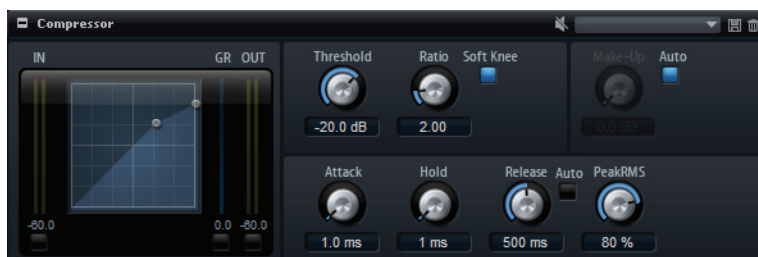 Compressor
IN GR OUT
-60.0 0.0 -60.0
Threshold Ratio Soft Knee
-20.0 dB 2.00
Make-Up Auto
0.0 dB
Attack Hold Release Auto PeakRMS
1.0 ms 1 ms 500 ms 80 %